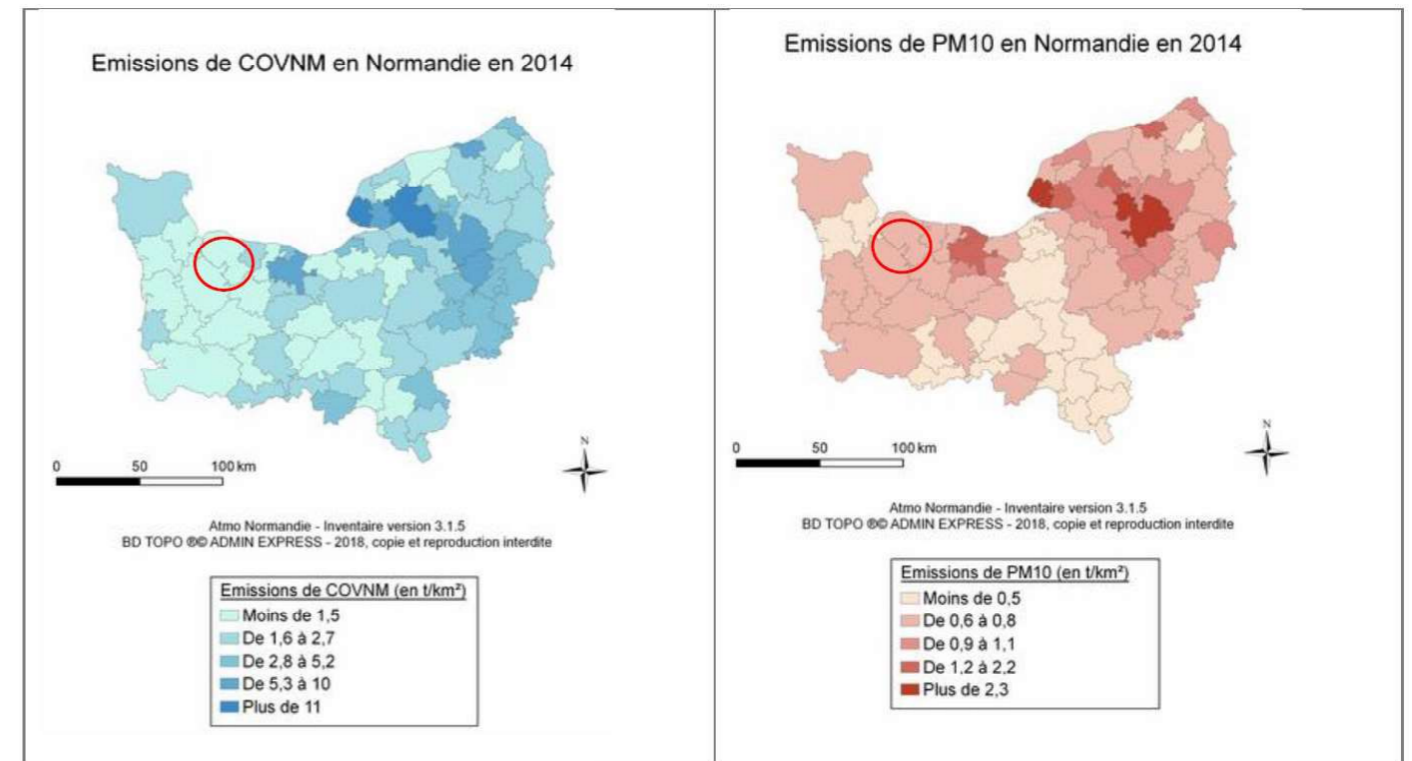 Emissions de COVNM en Normandie en 2014
N
0 50 100 km
Atmo Normandie - Inventaire version 3.1.5
BD TOPO ®© ADMIN EXPRESS - 2018, copie et reproduction interdite
Emissions de COVNM (en t/km²)
Moins de 1,5
De 1,6 à 2,7
De 2,8 à 5,2
De 5,3 à 10
Plus de 11
Emissions de PM10 en Normandie en 2014
N
0 50 100 km
Atmo Normandie - Inventaire version 3.1.5
BD TOPO ®© ADMIN EXPRESS - 2018, copie et reproduction interdite
Emissions de PM10 (en t/km²)
Moins de 0,5
De 0,6 à 0,8
De 0,9 à 1,1
De 1,2 à 2,2
Plus de 2,3